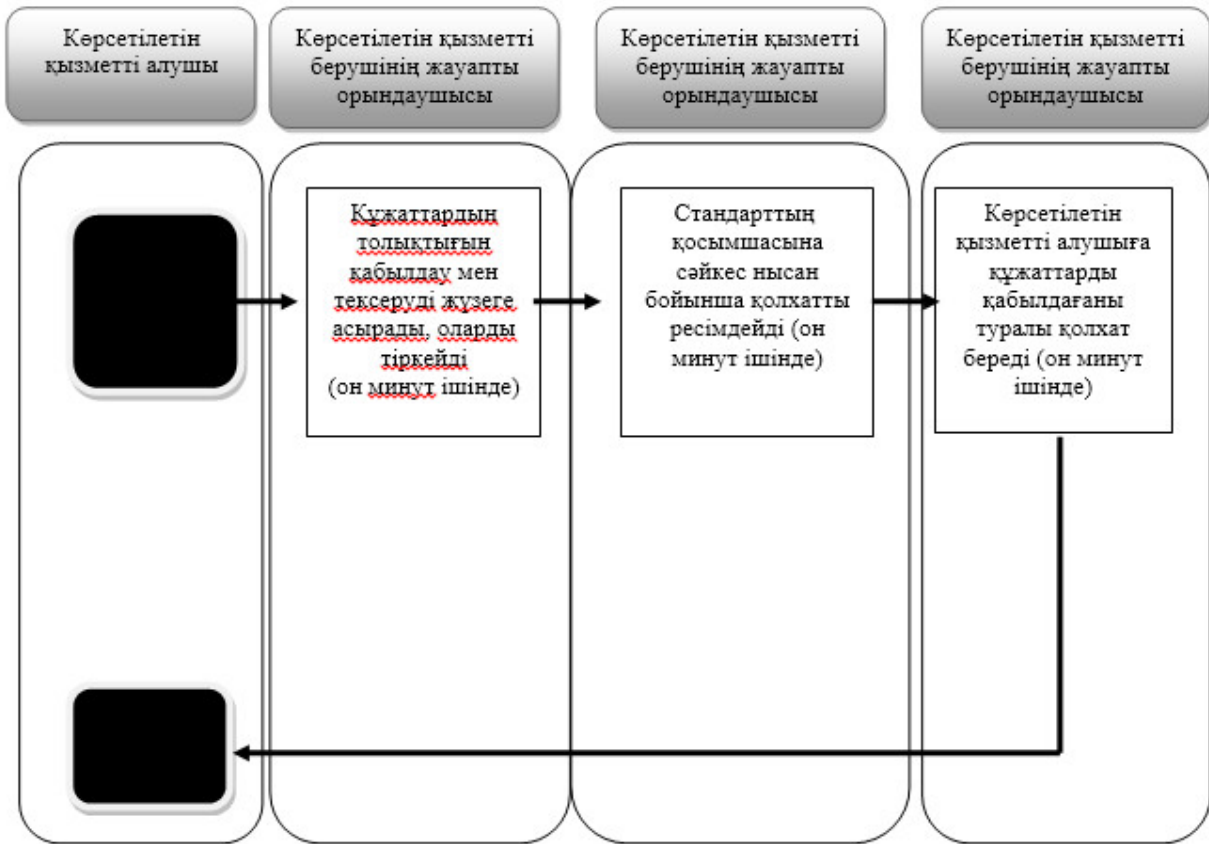 Көрсетілетін
қызметті алушы
Көрсетілетін қызметті
берушінің жауапты
орындаушысы
Көрсетілетін қызметті
берушінің жауапты
орындаушысы
Көрсетілетін қызметті
берушінің жауапты
орындаушысы
Құжаттардың
толықтығын
қабылдау мен
тексеруді жүзеге
асырады, оларды
тіркейді
(он минут ішінде)
Стандарттың
қосымшасына
сәйкес нысан
бойынша қолхатты
ресімдейді (он
минут ішінде)
Көрсетілетін
қызметті алушыға
құжаттарды
қабылдағаны
туралы қолхат
береді (он минут
ішінде)